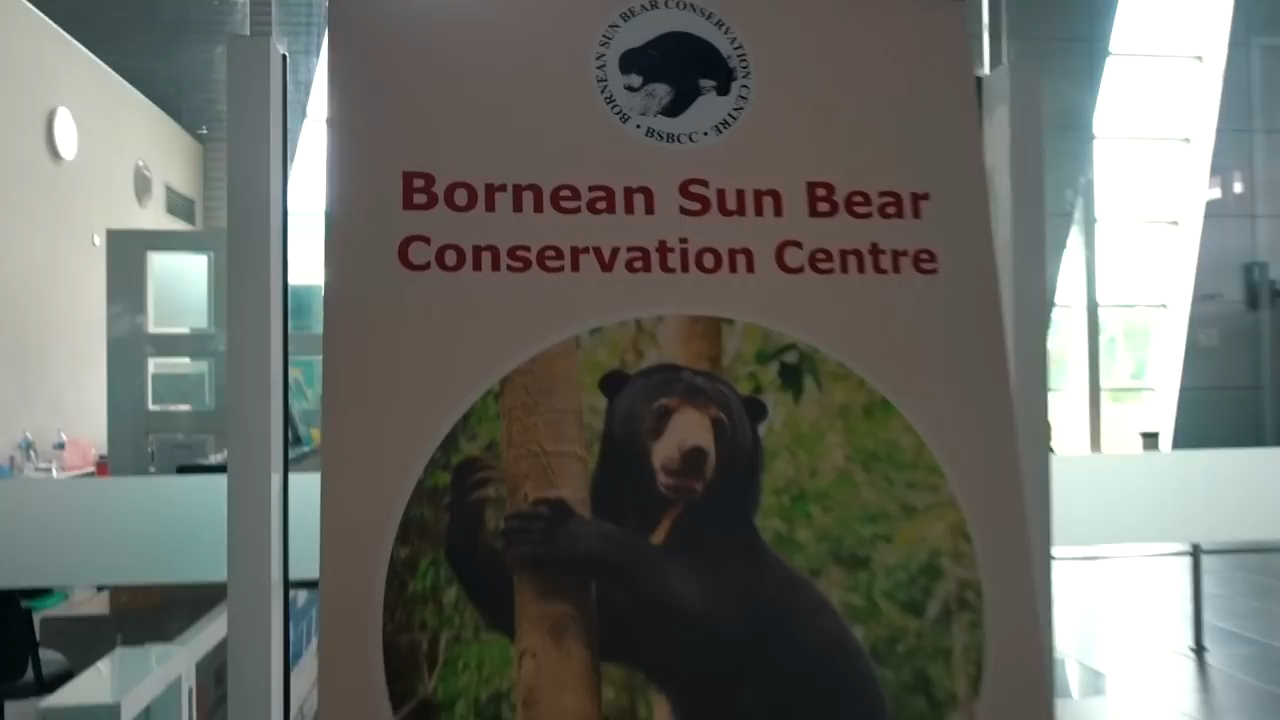 BORNEAN SUN BEAR CONSERVATION CENTRE
• BSBCC •
Bornean Sun Bear
Conservation Centre